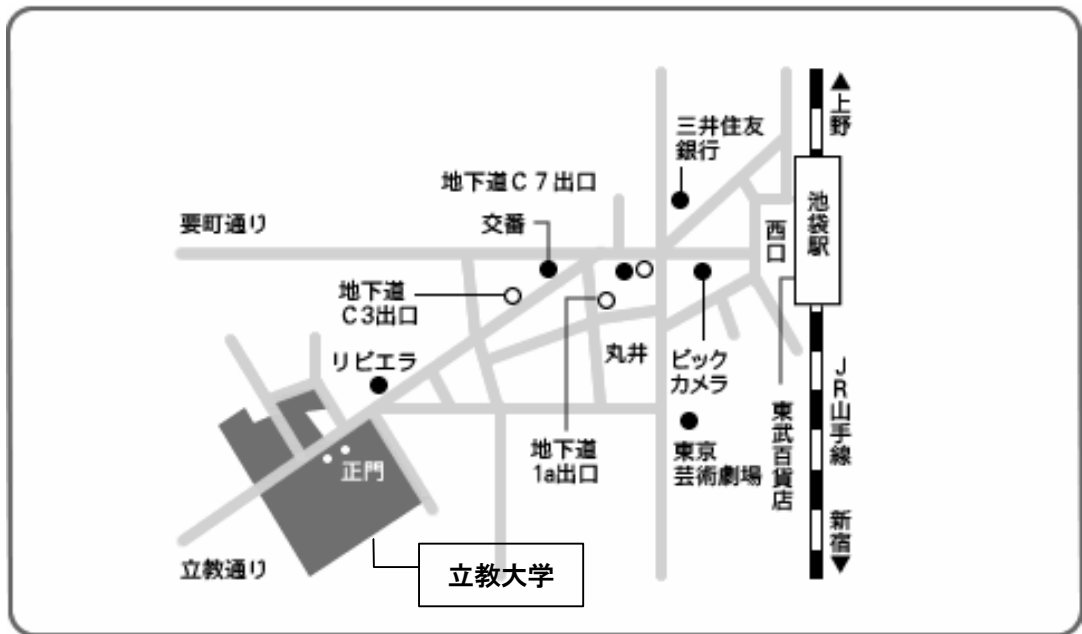 ▲上野
三井住友
銀行
地下道C7出口
池袋駅
要町通り
交番
西口
地下道
C3出口
リビエラ
丸井
ビック
カメラ
JR山手線
東武百貨店
地下道
1a出口
東京
芸術劇場
正門
新宿▼
立教通り
立教大学